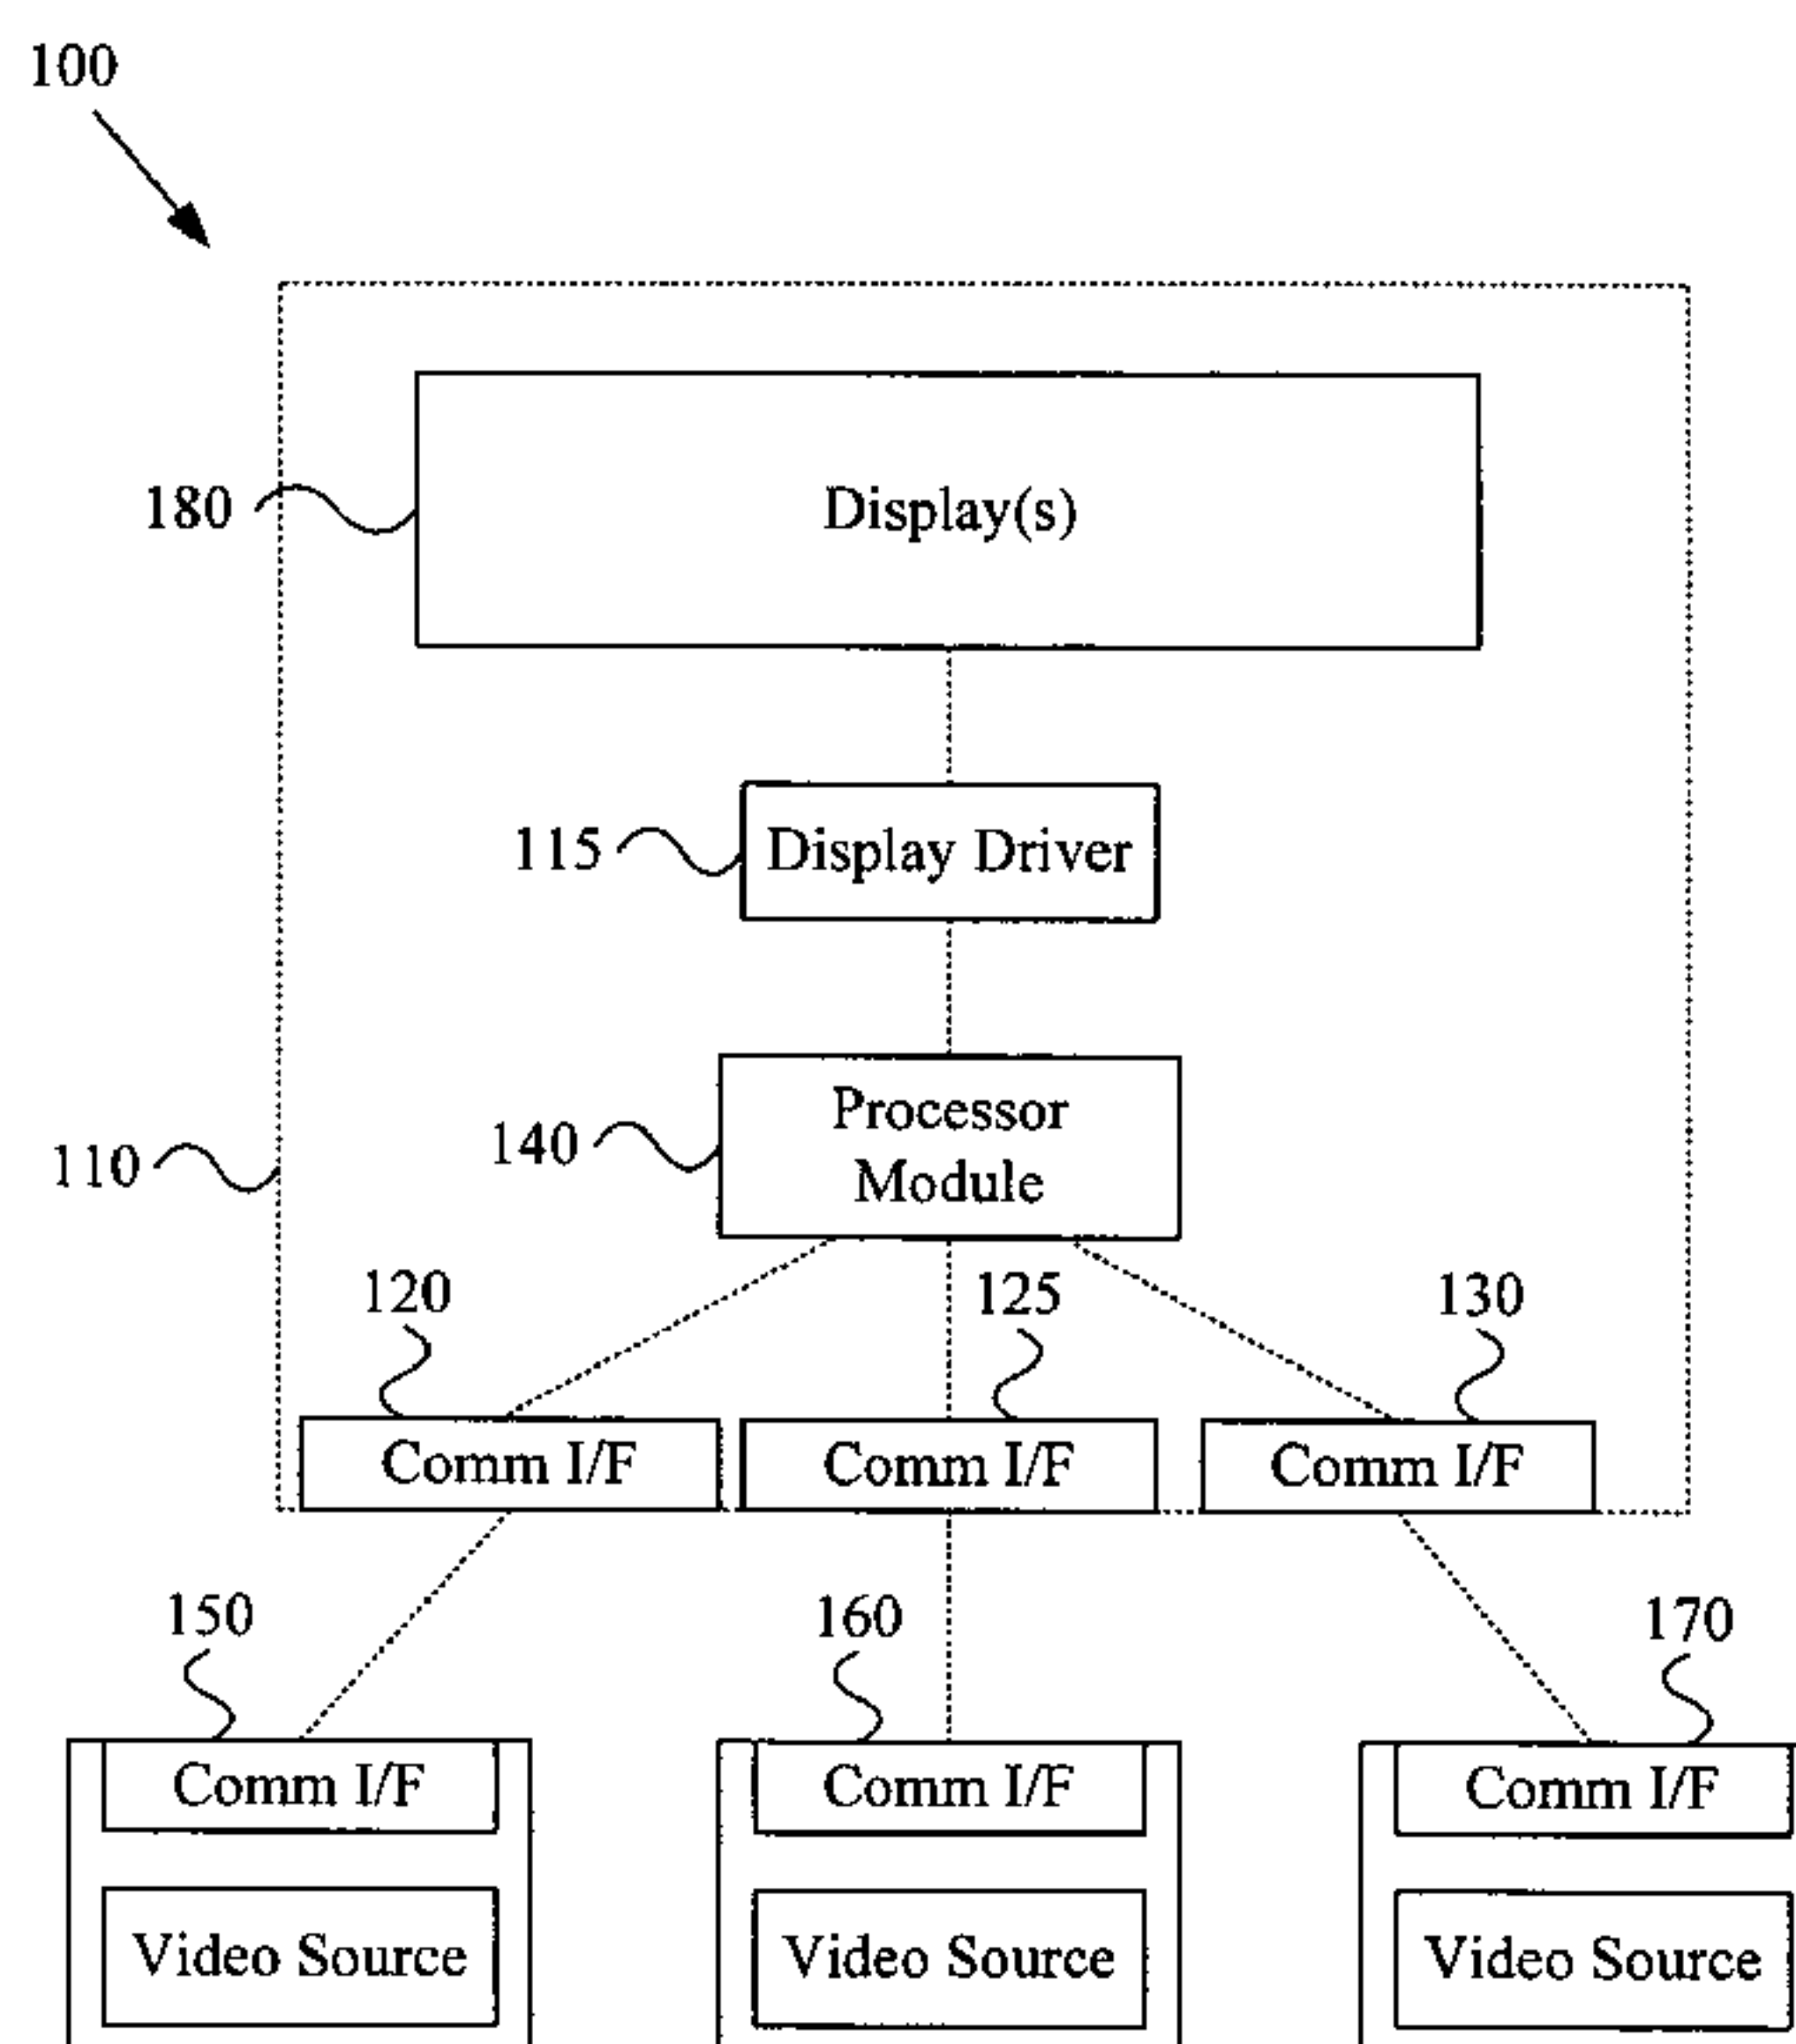 100
180
Display(s)
115
Display Driver
140
Processor
Module
110
120
125
130
Comm I/F
Comm I/F
Comm I/F
150
160
170
Comm I/F
Comm I/F
Comm I/F
Video Source
Video Source
Video Source